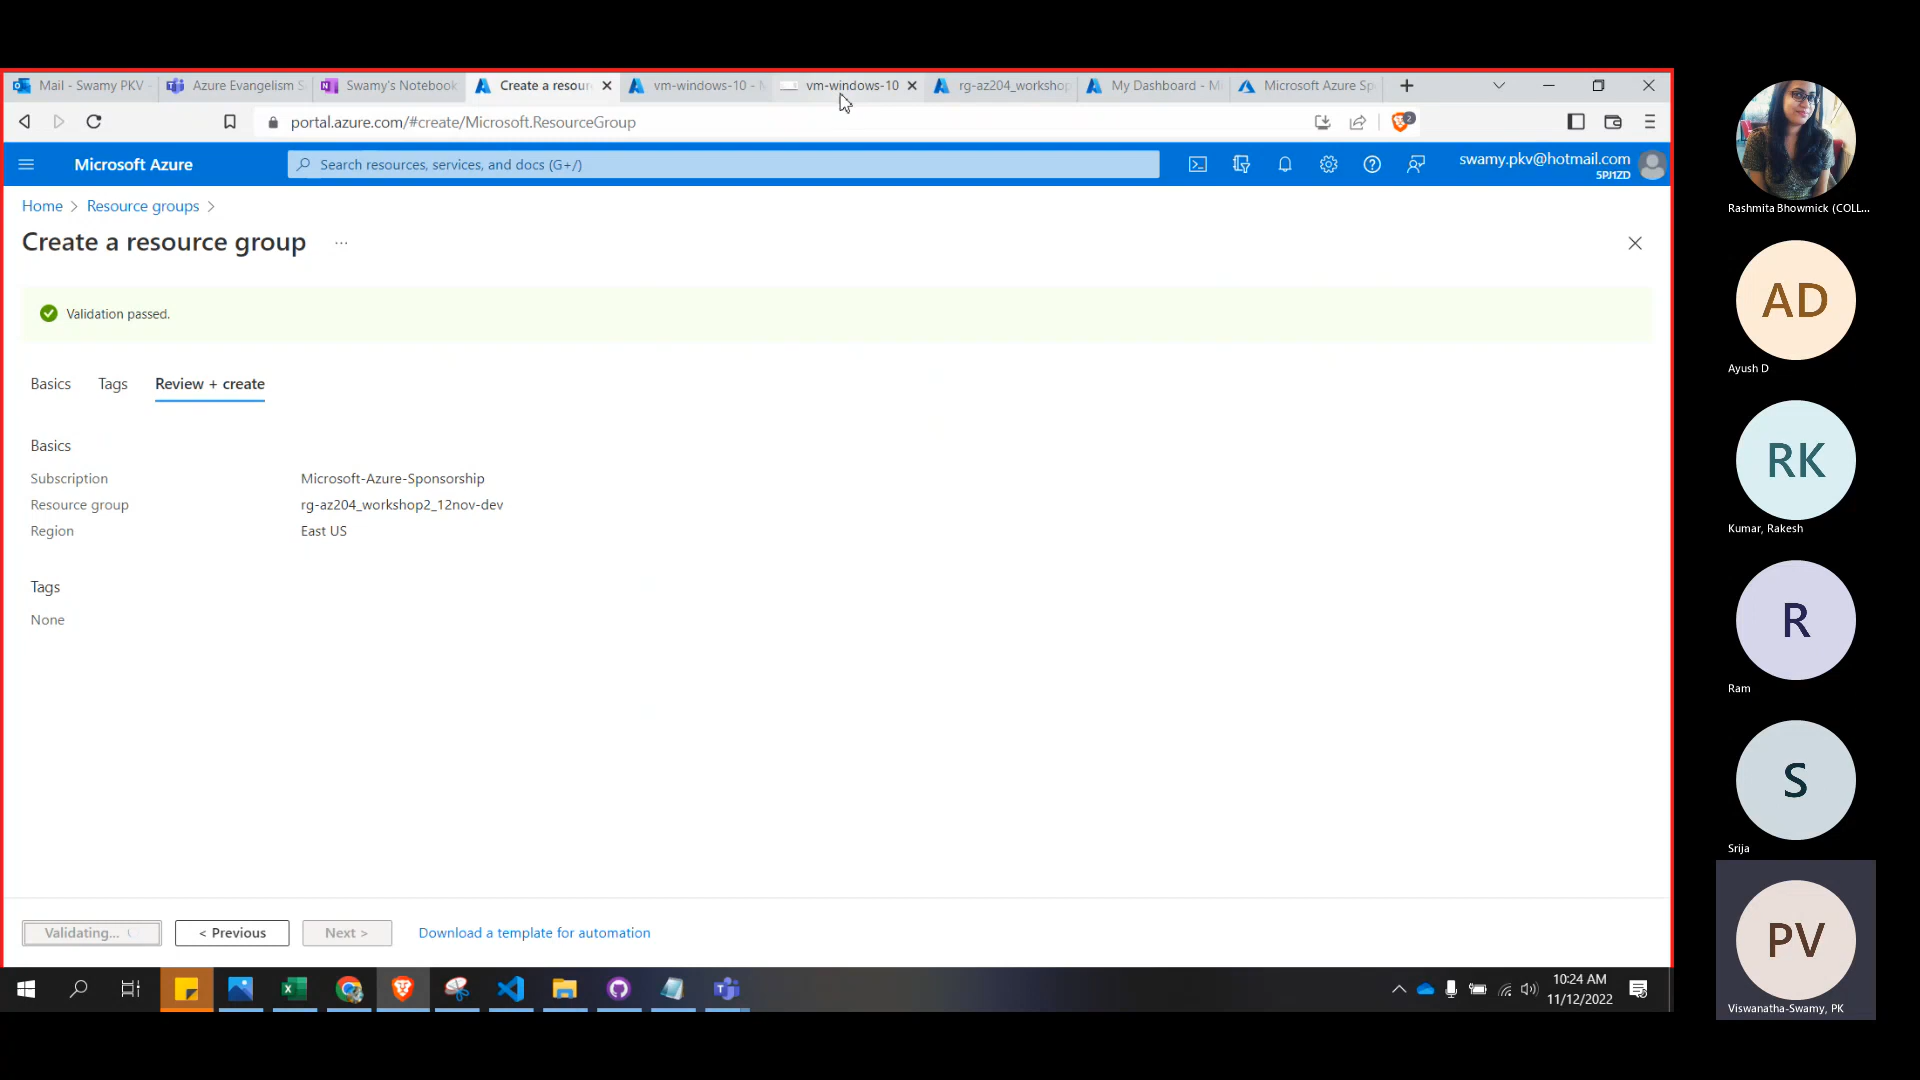 Mail - Swamy PKV
Azure Evangelism S
Swamy's Notebook
Create a resour
vm-windows-10 -
vm-windows-10
rg-az204_workshop
My Dashboard - Mi
Microsoft Azure Sp
portal.azure.com/#create/Microsoft.ResourceGroup
2
Microsoft Azure
Search resources, services, and docs (G+/)
swamy.pkv@hotmail.com
5PJ1ZD
Home > Resource groups >
Create a resource group ...
Validation passed.
Basics Tags Review + create
Basics
Subscription Microsoft-Azure-Sponsorship
Resource group rg-az204_workshop2_12nov-dev
Region East US
Tags
None
Validating...
< Previous
Next >
Download a template for automation
10:24 AM
11/12/2022
Rashmita Bhowmick (COLL...
AD
Ayush D
RK
Kumar, Rakesh
R
Ram
S
Srija
PV
Viswanatha-Swamy, PK